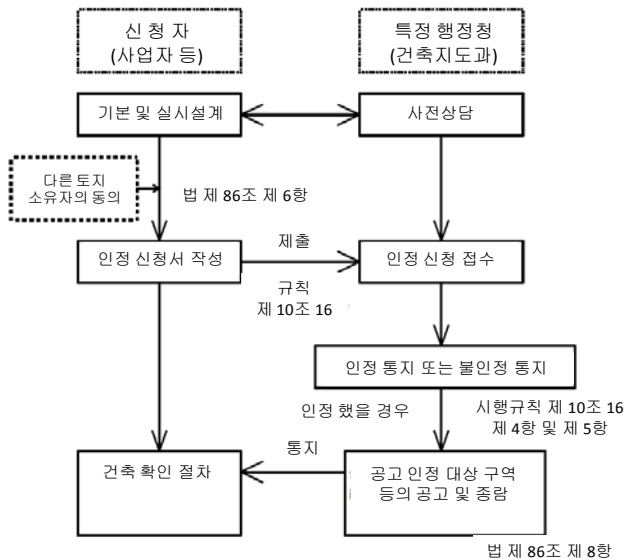 신 청 자
(사업자 등)
특정 행정청
(건축지도과)
기본 및 실시설계
사전상담
다른 토지
소유자의 동의
법 제 86조 제 6항
제출
인정 신청서 작성
인정 신청 접수
규칙
제 10조 16
인정 통지 또는 불인정 통지
인정 했을 경우
시행규칙 제 10조 16
제 4항 및 제 5항
통지
건축 확인 절차
공고 인정 대상 구역
등의 공고 및 종람
법 제 86조 제 8항